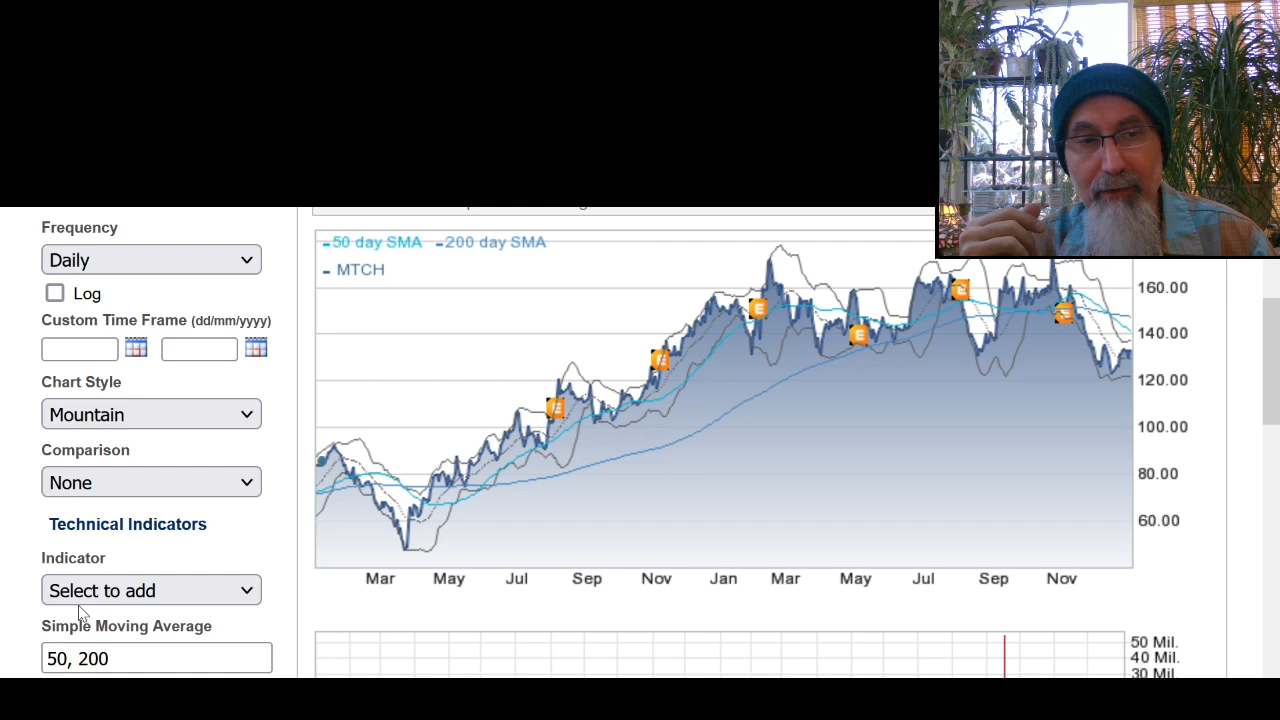 Frequency
Daily
Log
Custom Time Frame (dd/mm/yyyy)
Chart Style
Mountain
Comparison
None
Technical Indicators
Indicator
Select to add
Simple Moving Average
50, 200
50 day SMA 200 day SMA
MTCH
E E E E E E
160.00
140.00
120.00
100.00
80.00
60.00
Mar May Jul Sep Nov Jan Mar May Jul Sep Nov
50 Mil.
40 Mil.
30 Mil.